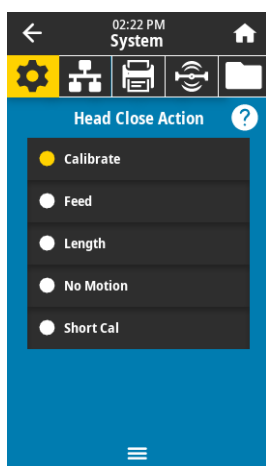 02:22 PM
System
Head Close Action
?
Calibrate
Feed
Length
No Motion
Short Cal